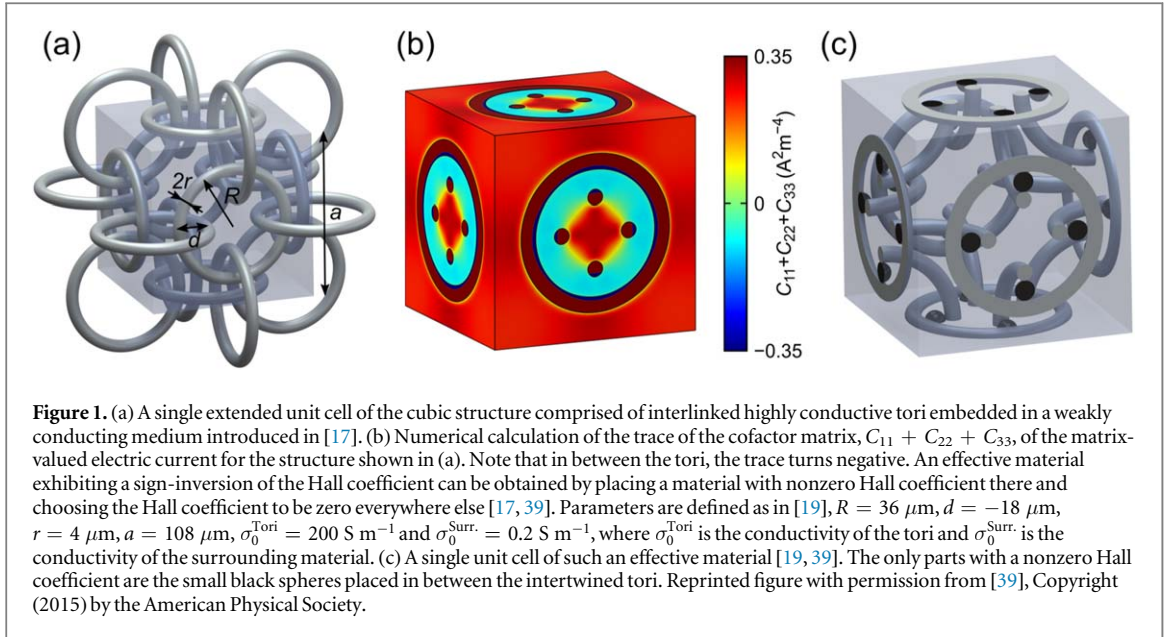 (a)
(b)
(c)
2r
R
d
a
0.35
0
−0.35
C₁₁+C₂₂+C₃₃ (A²m⁻⁴)
Figure 1. (a) A single extended unit cell of the cubic structure comprised of interlinked highly conductive tori embedded in a weakly
conducting medium introduced in [17]. (b) Numerical calculation of the trace of the cofactor matrix, C₁₁ + C₂₂ + C₃₃, of the matrix-
valued electric current for the structure shown in (a). Note that in between the tori, the trace turns negative. An effective material
exhibiting a sign-inversion of the Hall coefficient can be obtained by placing a material with nonzero Hall coefficient there and
choosing the Hall coefficient to be zero everywhere else [17, 39]. Parameters are defined as in [19], R = 36 μm, d = −18 μm,
r = 4 μm, a = 108 μm, σ₀^Tori = 200 S m⁻¹ and σ₀^Surr. = 0.2 S m⁻¹, where σ₀^Tori is the conductivity of the tori and σ₀^Surr. is the
conductivity of the surrounding material. (c) A single unit cell of such an effective material [19, 39]. The only parts with a nonzero Hall
coefficient are the small black spheres placed in between the intertwined tori. Reprinted figure with permission from [39], Copyright
(2015) by the American Physical Society.